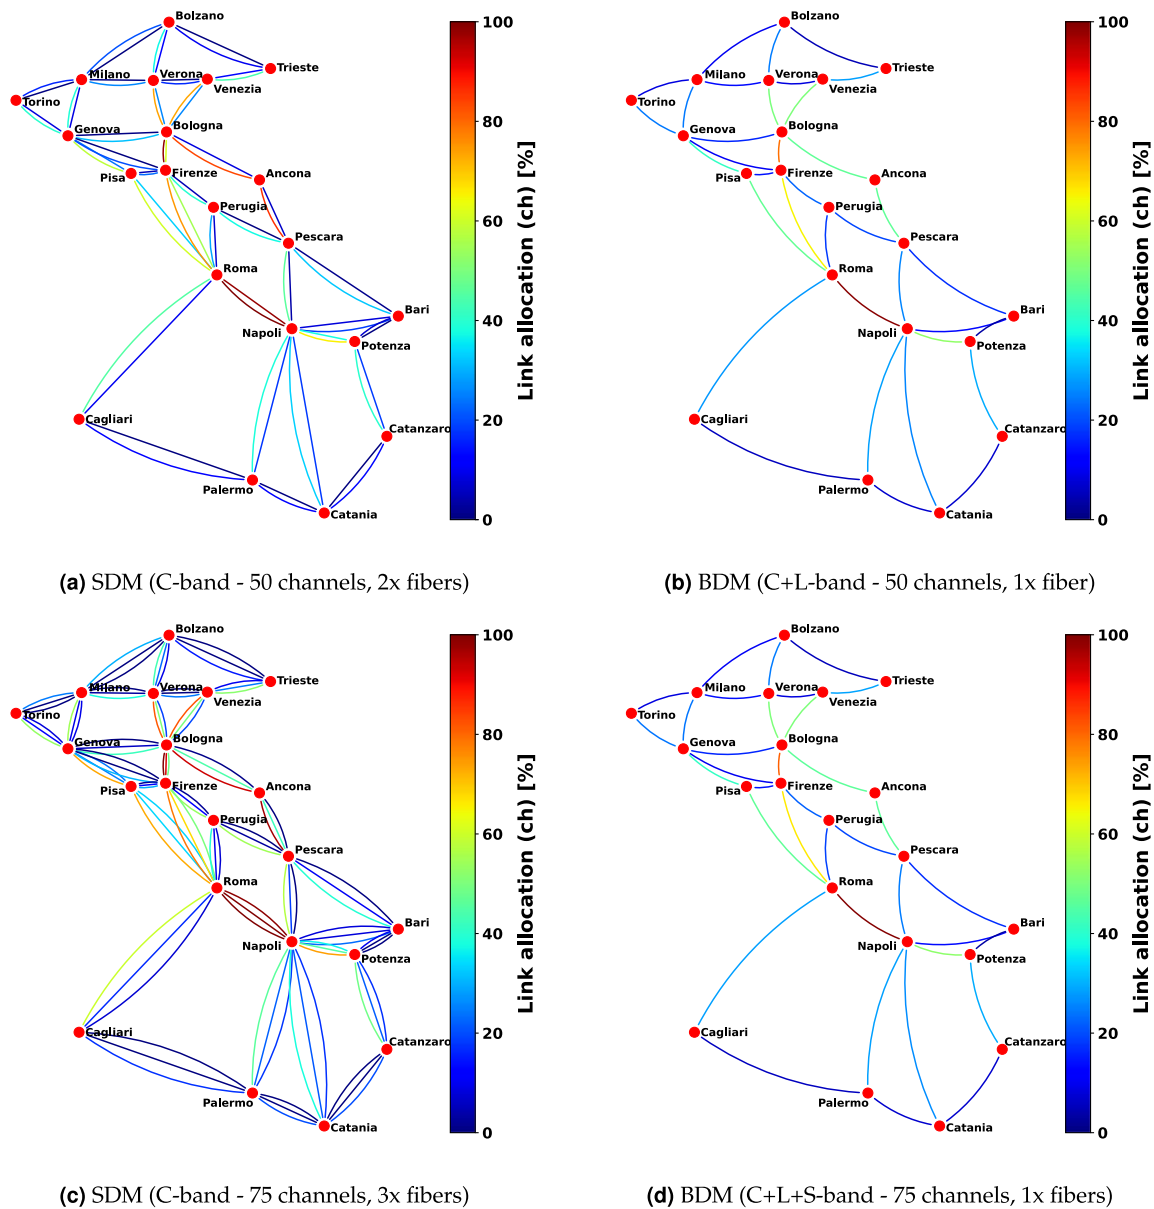 Bolzano
Trieste
Milano
Verona
Venezia
Torino
Genova
Bologna
Pisa
Firenze
Ancona
Perugia
Pescara
Roma
Bari
Napoli
Potenza
Cagliari
Catanzaro
Palermo
Catania
100
80
60
40
20
0
Link allocation (ch) [%]
(a) SDM (C-band - 50 channels, 2x fibers)
Bolzano
Trieste
Milano
Verona
Venezia
Torino
Genova
Bologna
Pisa
Firenze
Ancona
Perugia
Pescara
Roma
Bari
Napoli
Potenza
Cagliari
Catanzaro
Palermo
Catania
100
80
60
40
20
0
Link allocation (ch) [%]
(b) BDM (C+L-band - 50 channels, 1x fiber)
Bolzano
Trieste
Milano
Verona
Venezia
Torino
Genova
Bologna
Pisa
Firenze
Ancona
Perugia
Pescara
Roma
Bari
Napoli
Potenza
Cagliari
Catanzaro
Palermo
Catania
100
80
60
40
20
0
Link allocation (ch) [%]
(c) SDM (C-band - 75 channels, 3x fibers)
Bolzano
Trieste
Milano
Verona
Venezia
Torino
Genova
Bologna
Pisa
Firenze
Ancona
Perugia
Pescara
Roma
Bari
Napoli
Potenza
Cagliari
Catanzaro
Palermo
Catania
100
80
60
40
20
0
Link allocation (ch) [%]
(d) BDM (C+L+S-band - 75 channels, 1x fibers)